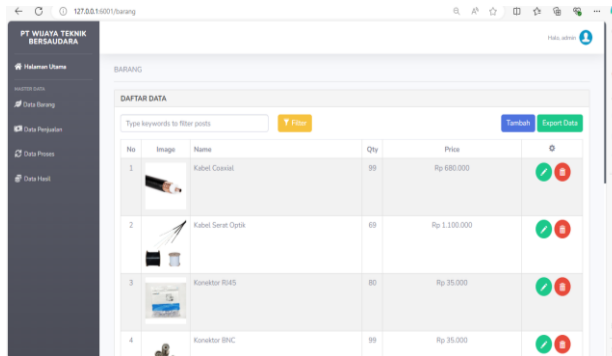 127.0.0.1:6001/barang
PT WIJAYA TEKNIK
BERSAUDARA
Halo, admin
Halaman Utama
MASTER DATA
Data Barang
Data Penjualan
Data Proses
Data Hasil
BARANG
DAFTAR DATA
Type keywords to filter posts
Filter
Tambah
Export Data
No Image Name Qty Price
1 Kabel Coaxial 99 Rp 680.000
2 Kabel Serat Optik 69 Rp 1.100.000
3 Konektor RJ45 80 Rp 35.000
4 Konektor BNC 99 Rp 35.000